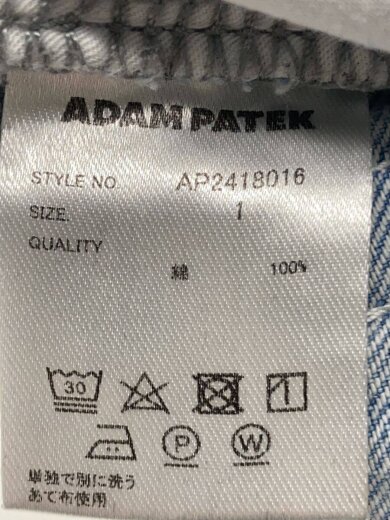 ADAM PATEK
STYLE NO. AP2418016
SIZE. 1
QUALITY
綿 100%
30
P W
単独で別に洗う
あて布使用